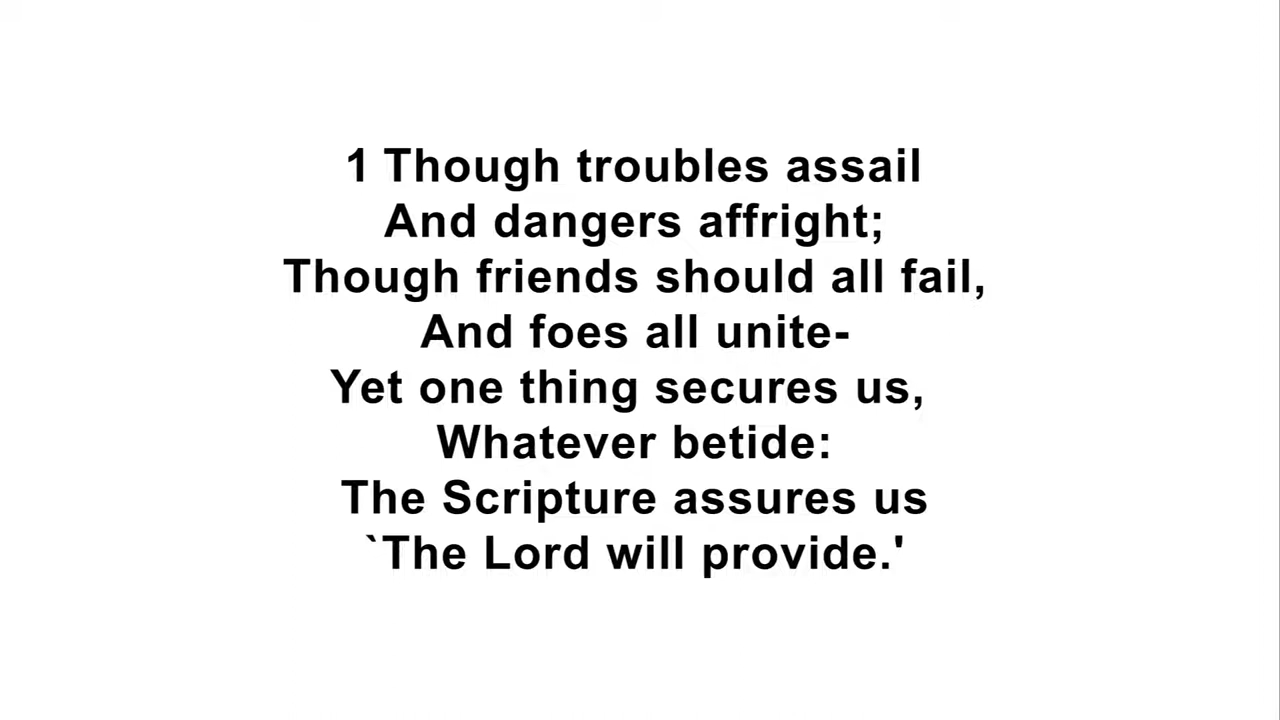 1 Though troubles assail
And dangers affright;
Though friends should all fail,
And foes all unite-
Yet one thing secures us,
Whatever betide:
The Scripture assures us
`The Lord will provide.'